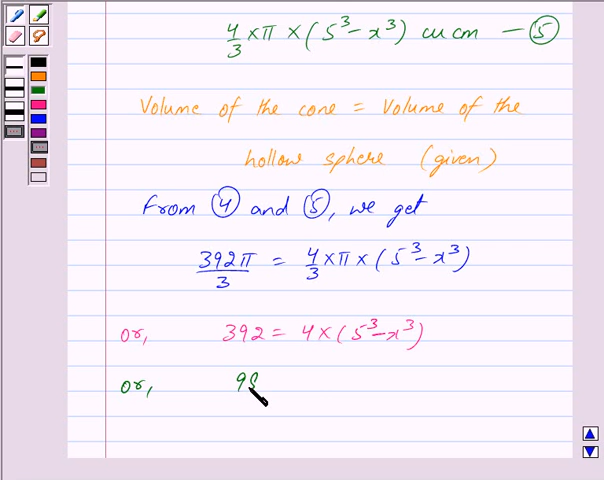 4/3 × π × (5³ – x³) cu cm – ⑤
Volume of the cone = Volume of the
hollow sphere (given)
From ④ and ⑤, we get
392π/3 = 4/3 × π × (5³ – x³)
or, 392 = 4 × (5³ – x³)
or, 98